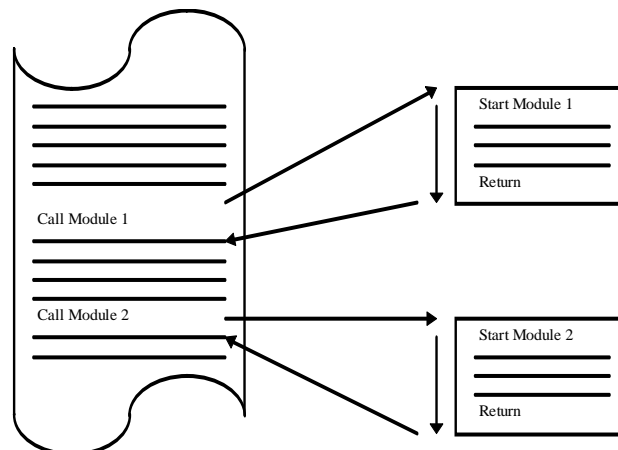 Start Module 1
Return
Call Module 1
Call Module 2
Start Module 2
Return